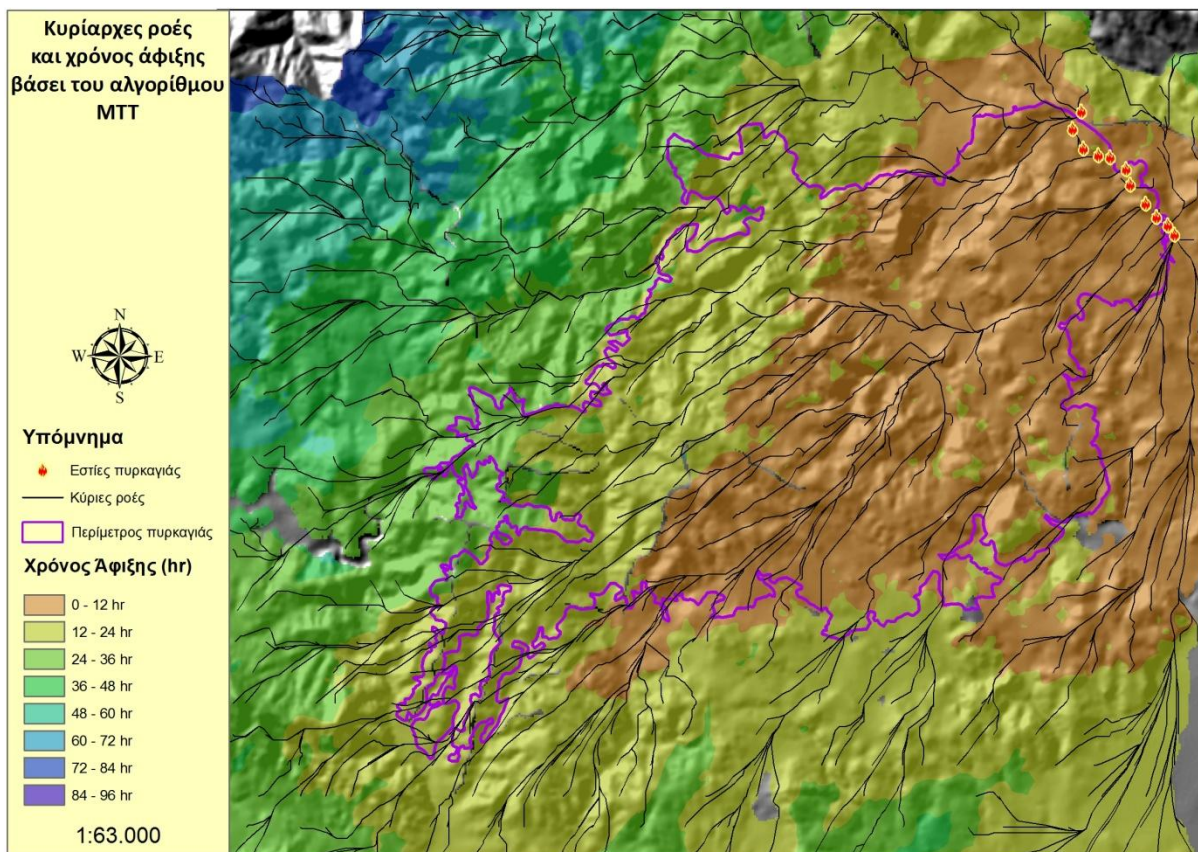 Κυρίαρχες ροές
και χρόνος άφιξης
βάσει του αλγορίθμου
ΜΤΤ
N
W E
S
Υπόμνημα
Εστίες πυρκαγιάς
Κύριες ροές
Περίμετρος πυρκαγιάς
Χρόνος Άφιξης (hr)
0 - 12 hr
12 - 24 hr
24 - 36 hr
36 - 48 hr
48 - 60 hr
60 - 72 hr
72 - 84 hr
84 - 96 hr
1:63.000